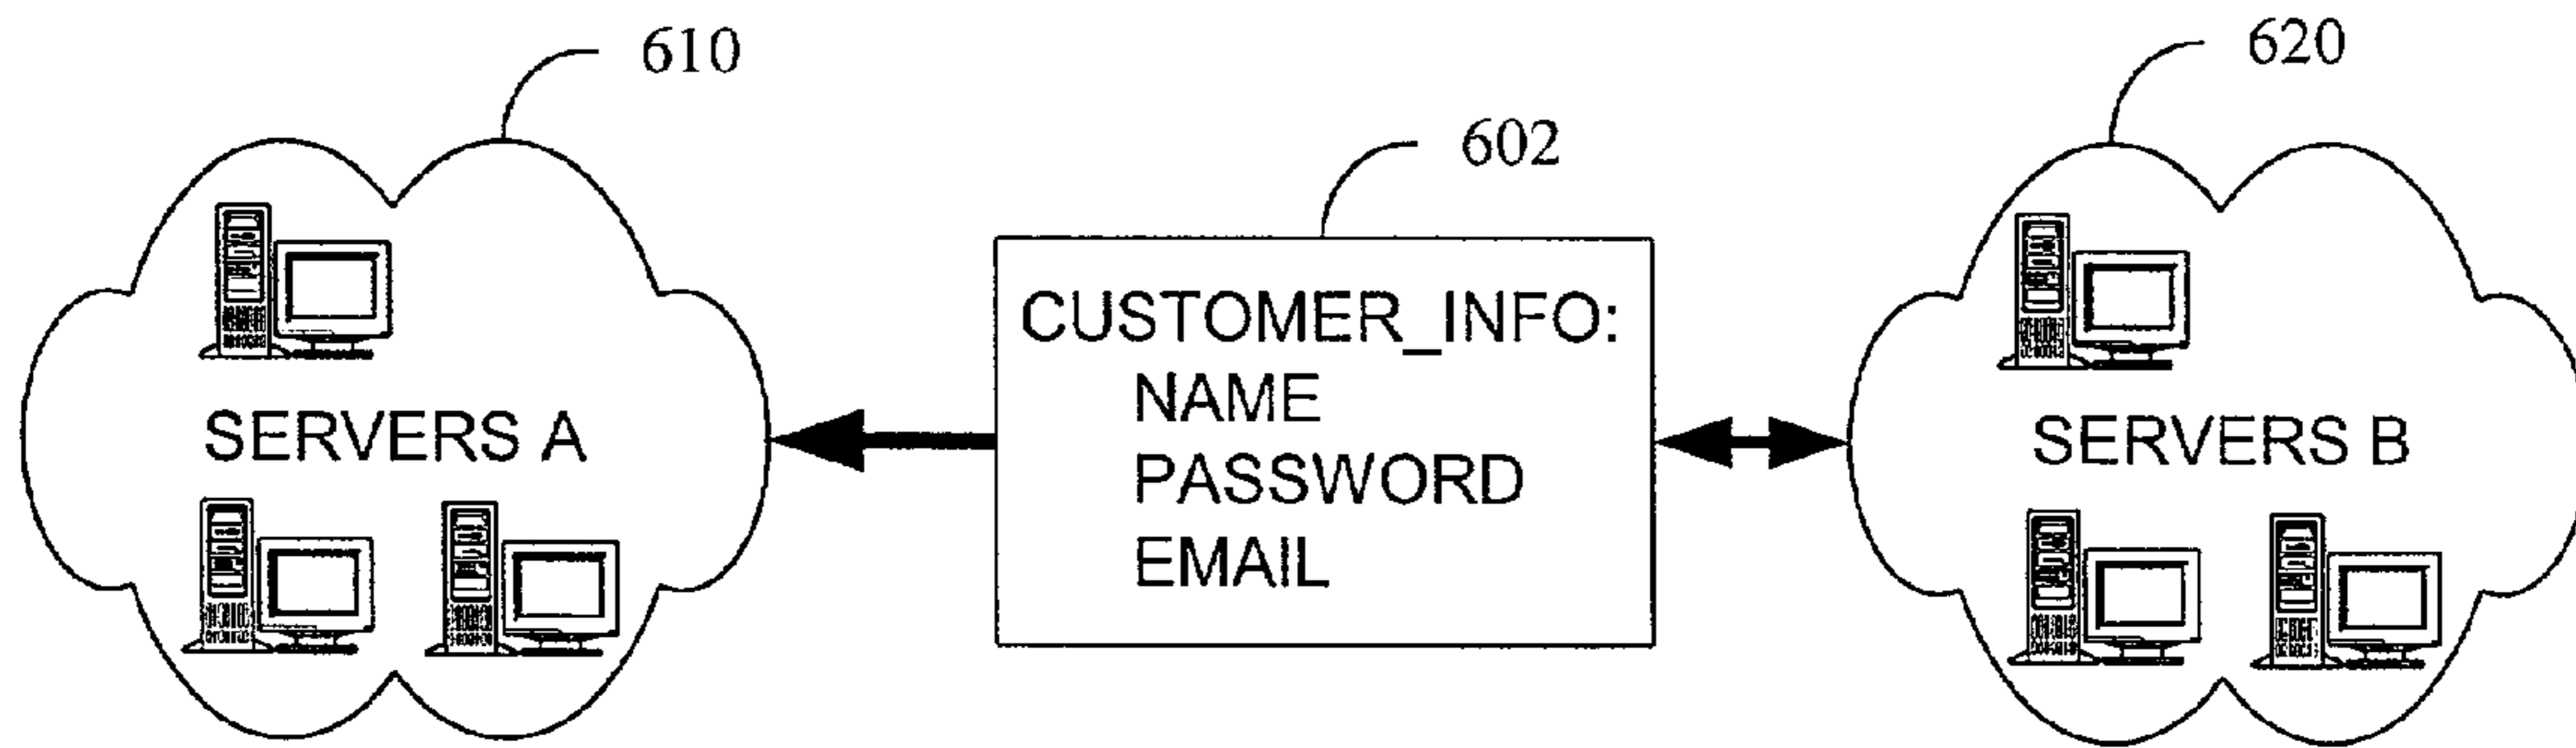 610
620
602
CUSTOMER_INFO:
NAME
SERVERS A
SERVERS B
PASSWORD
EMAIL